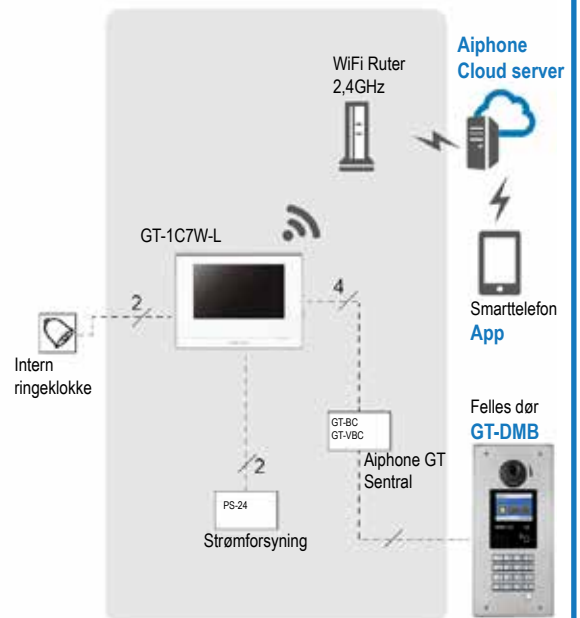 Aiphone
Cloud server
WiFi Ruter
2,4GHz
GT-1C7W-L
2
4
Smarttelefon
App
Intern
ringeklokke
Felles dør
GT-DMB
GT-BC
GT-VBC
Aiphone GT
Sentral
2
PS-24
Strømforsyning